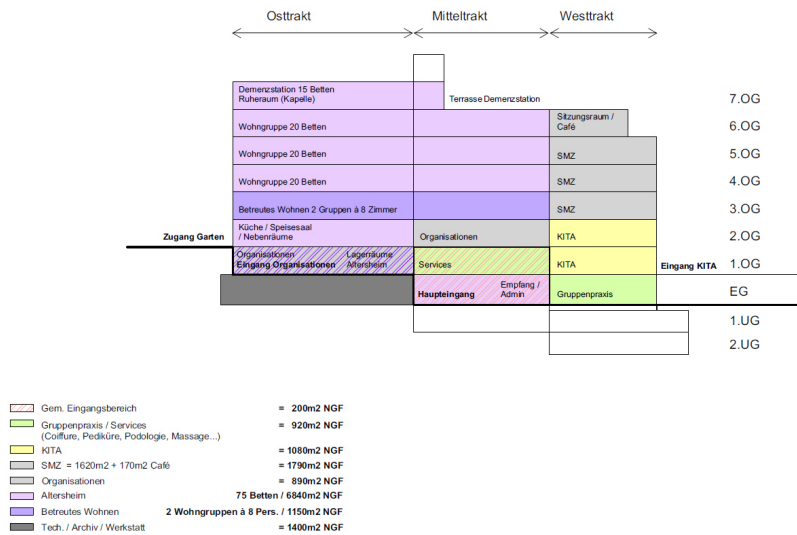 Osttrakt Mitteltrakt Westtrakt
Demenzstation 15 Betten
Ruheraum (Kapelle)
Terrasse Demenzstation
7.OG
Wohngruppe 20 Betten
Sitzungsraum /
Café
6.OG
Wohngruppe 20 Betten
SMZ
5.OG
Wohngruppe 20 Betten
SMZ
4.OG
Betreutes Wohnen 2 Gruppen à 8 Zimmer
SMZ
3.OG
Zugang Garten
Küche / Speisesaal
/ Nebenräume
Organisationen
KITA
2.OG
Organisationen
Eingang Organisationen
Lagerräume
Altersheim
Services
KITA
Eingang KITA
1.OG
Haupteingang
Empfang /
Admin
Gruppenpraxis
EG
1.UG
2.UG
Gem. Eingangsbereich = 200m2 NGF
Gruppenpraxis / Services = 920m2 NGF
(Coiffure, Pediküre, Podologie, Massage...)
KITA = 1080m2 NGF
SMZ = 1620m2 + 170m2 Café = 1790m2 NGF
Organisationen = 890m2 NGF
Altersheim 75 Betten / 6840m2 NGF
Betreutes Wohnen 2 Wohngruppen à 8 Pers. / 1150m2 NGF
Tech. / Archiv / Werkstatt = 1400m2 NGF